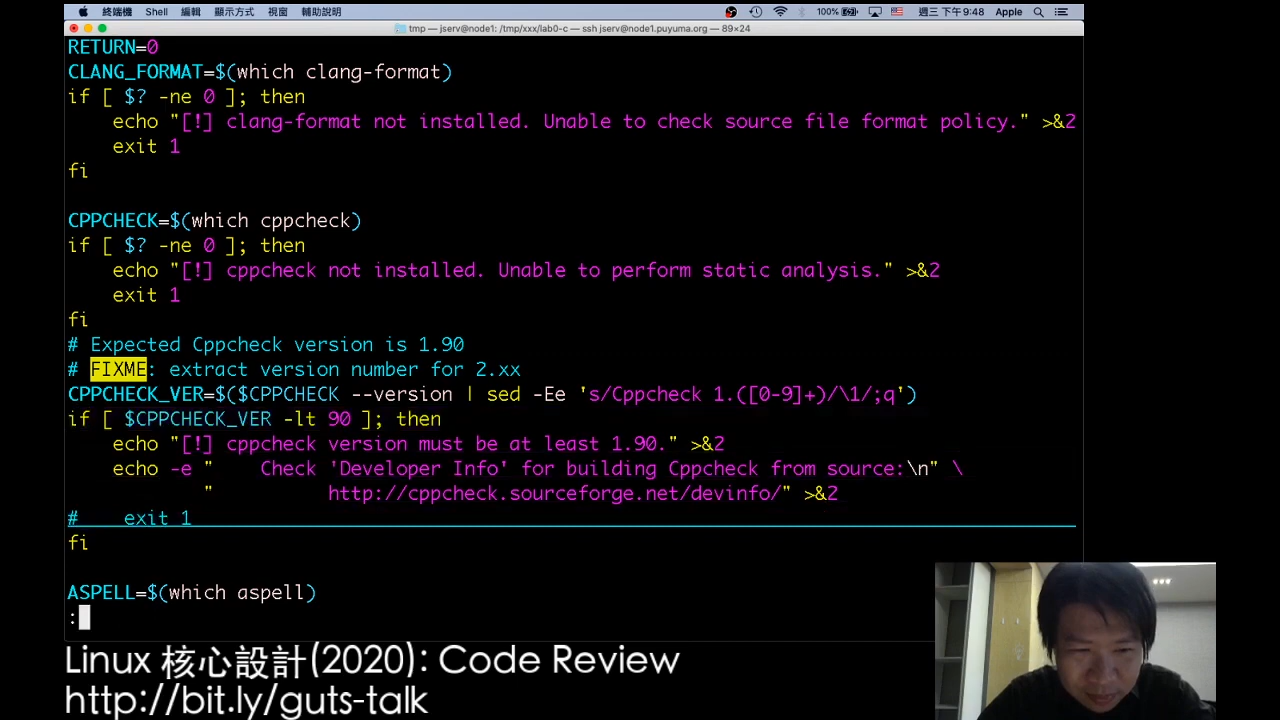 終端機 Shell 編輯 顯示方式 視窗 輔助說明 100% 週三 下午9:48 Apple
tmp — jserv@node1: /tmp/xxx/lab0-c — ssh jserv@node1.puyuma.org — 89×24
RETURN=0
CLANG_FORMAT=$(which clang-format)
if [ $? -ne 0 ]; then
    echo "[!] clang-format not installed. Unable to check source file format policy." >&2
    exit 1
fi
CPPCHECK=$(which cppcheck)
if [ $? -ne 0 ]; then
    echo "[!] cppcheck not installed. Unable to perform static analysis." >&2
    exit 1
fi
# Expected Cppcheck version is 1.90
# FIXME: extract version number for 2.xx
CPPCHECK_VER=$($CPPCHECK --version | sed -Ee 's/Cppcheck 1.([0-9]+)/\1/;q')
if [ $CPPCHECK_VER -lt 90 ]; then
    echo "[!] cppcheck version must be at least 1.90." >&2
    echo -e "    Check 'Developer Info' for building Cppcheck from source:\n" \
            "          http://cppcheck.sourceforge.net/devinfo/" >&2
#    exit 1
fi
ASPELL=$(which aspell)
:
Linux 核心設計(2020): Code Review
http://bit.ly/guts-talk